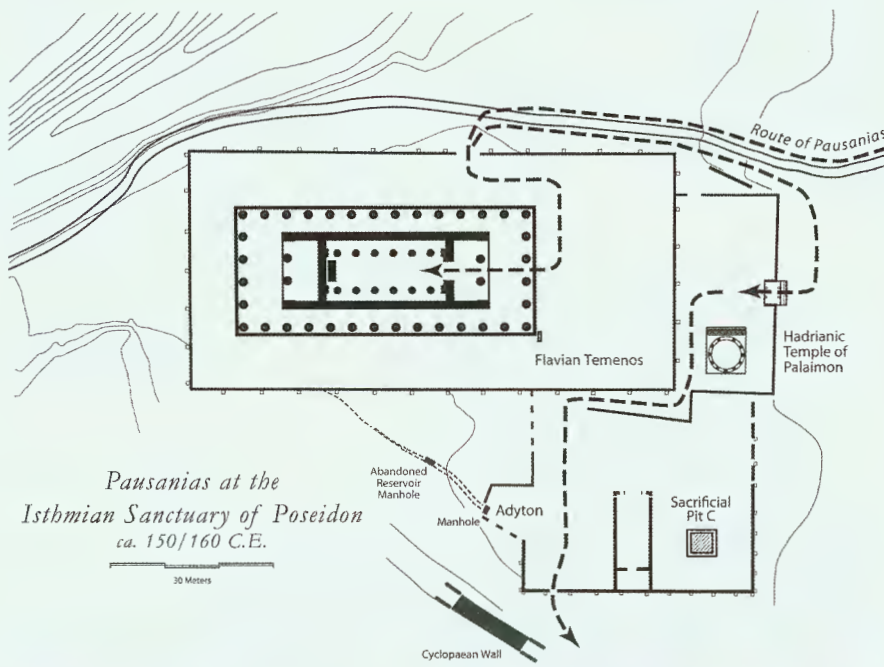 Route of Pausanias
Hadrianic
Temple of
Palaimon
Flavian Temenos
Abandoned
Reservoir
Manhole
Manhole
Adyton
Sacrificial
Pit C
Pausanias at the
Isthmian Sanctuary of Poseidon
ca. 150/160 C.E.
30 Meters
Cyclopaean Wall